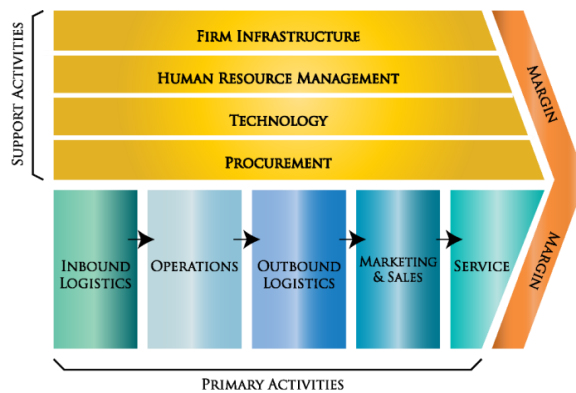 SUPPORT ACTIVITIES
FIRM INFRASTRUCTURE
HUMAN RESOURCE MANAGEMENT
TECHNOLOGY
PROCUREMENT
MARGIN
INBOUND
LOGISTICS
OPERATIONS
OUTBOUND
LOGISTICS
MARKETING
& SALES
SERVICE
MARGIN
PRIMARY ACTIVITIES